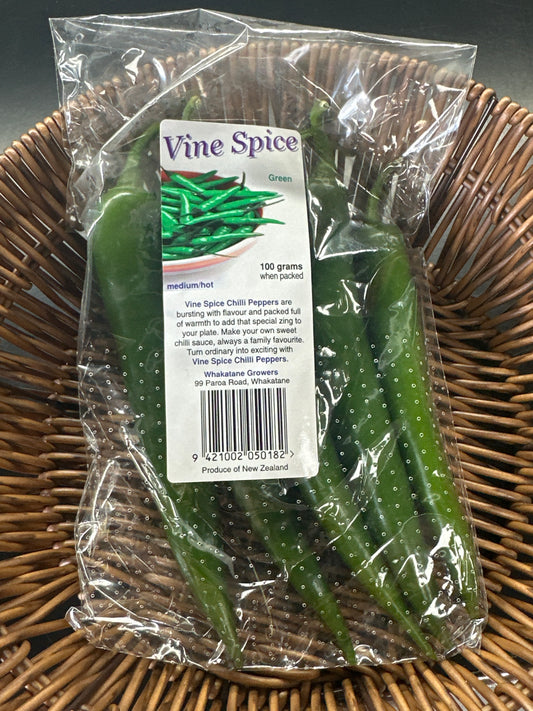 Vine Spice
Green
100 grams
when packed
medium/hot
Vine Spice Chilli Peppers are
bursting with flavour and packed full
of warmth to add that special zing to
your plate. Make your own sweet
chilli sauce, always a family favourite.
Turn ordinary into exciting with
Vine Spice Chilli Peppers.
Whakatane Growers
99 Paroa Road, Whakatane
9 421002 050182 >
Produce of New Zealand